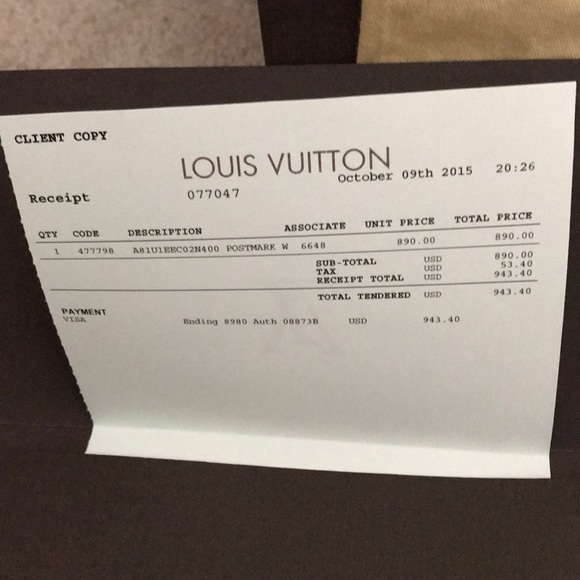 CLIENT COPY
LOUIS VUITTON
October 09th 2015 20:26
Receipt 077047
QTY CODE DESCRIPTION ASSOCIATE UNIT PRICE TOTAL PRICE
1 477798 A81U1EEC02N400 POSTMARK W 6648 890.00 890.00
SUB-TOTAL USD 890.00
TAX USD 53.40
RECEIPT TOTAL USD 943.40
TOTAL TENDERED USD 943.40
PAYMENT
VISA Ending 8980 Auth 08873B USD 943.40